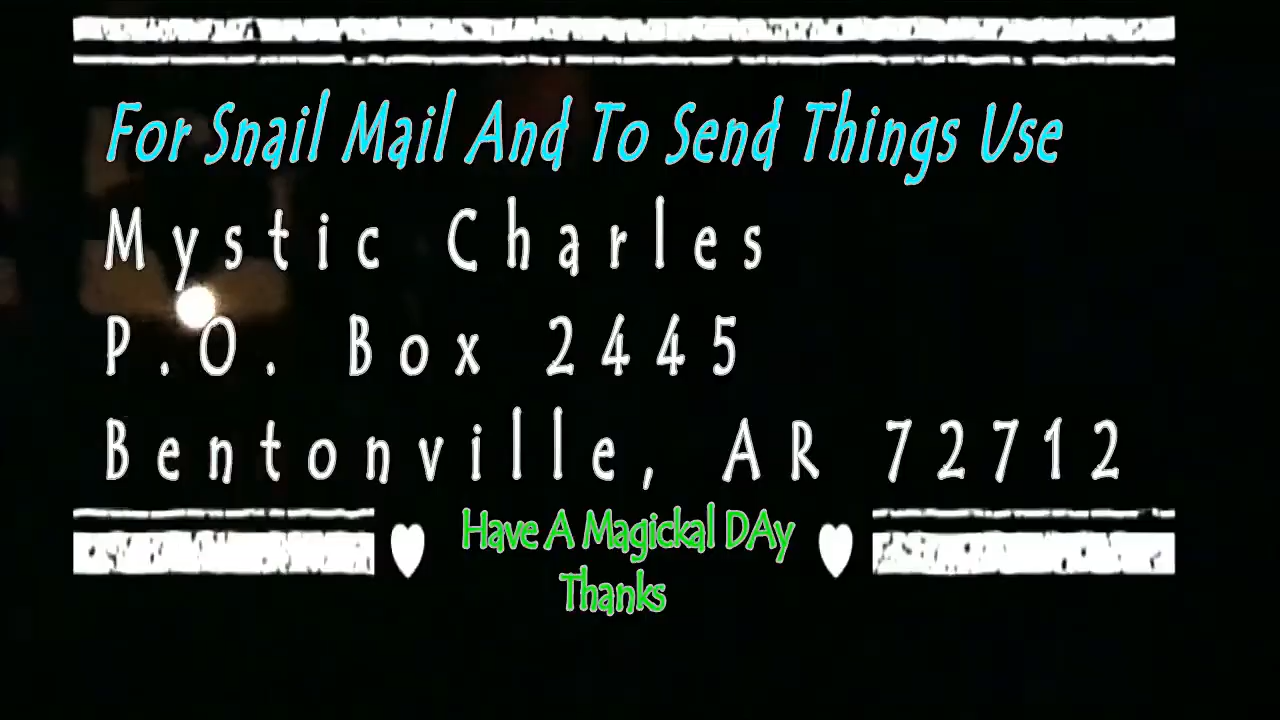 For Snail Mail And To Send Things Use
Mystic Charles
P.O. Box 2445
Bentonville, AR 72712
Have A Magickal DAy
Thanks